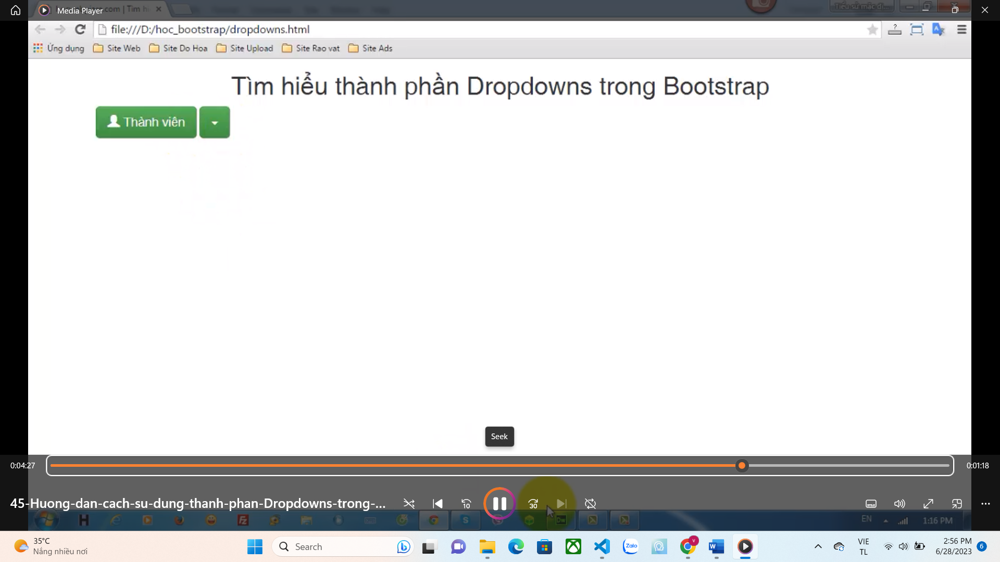 Media Player
file:///D:/hoc_bootstrap/dropdowns.html
Ứng dụng Site Web Site Do Hoa Site Upload Site Rao vat Site Ads
Tìm hiểu thành phần Dropdowns trong Bootstrap
Thành viên
Seek
0:04:27
0:01:18
45-Huong-dan-cach-su-dung-thanh-phan-Dropdowns-trong-...
10
30
EN
1:16 PM
35°C
Nắng nhiều nơi
Search
Zalo
VIE
TL
2:56 PM
6/28/2023
6